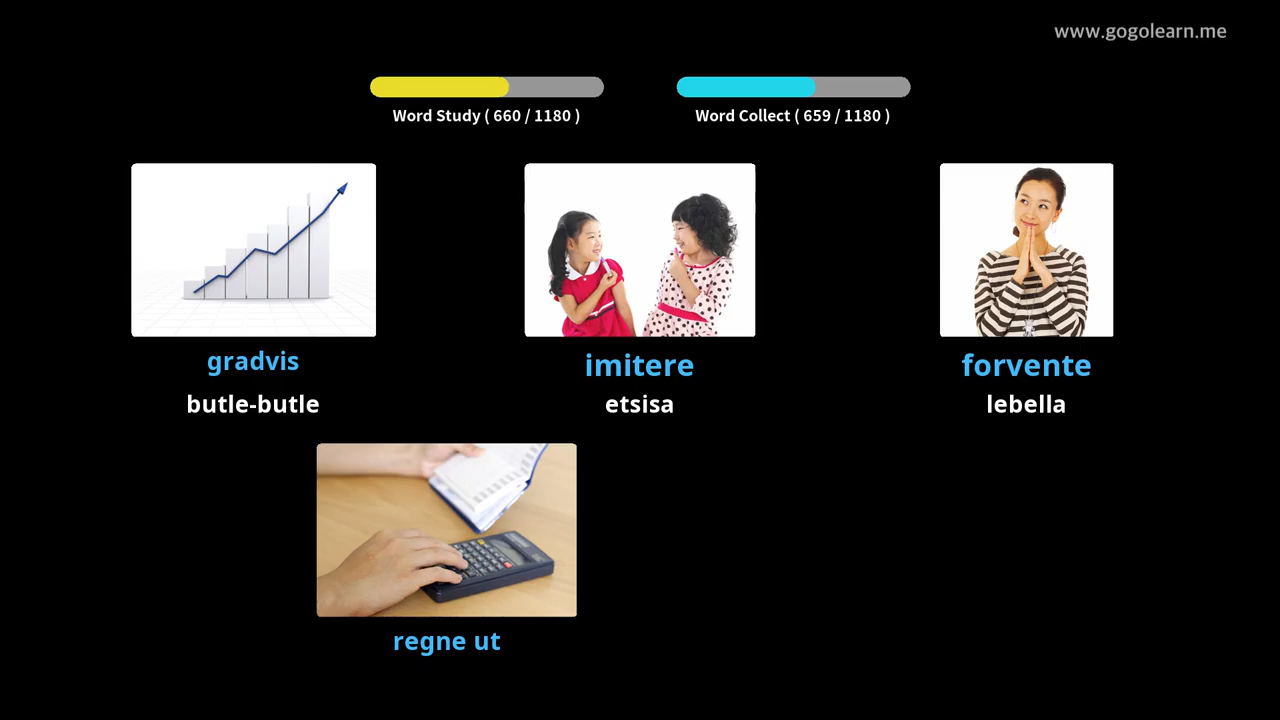 www.gogolearn.me
Word Study ( 660 / 1180 )
Word Collect ( 659 / 1180 )
gradvis
imitere
forvente
butle-butle
etsisa
lebella
regne ut